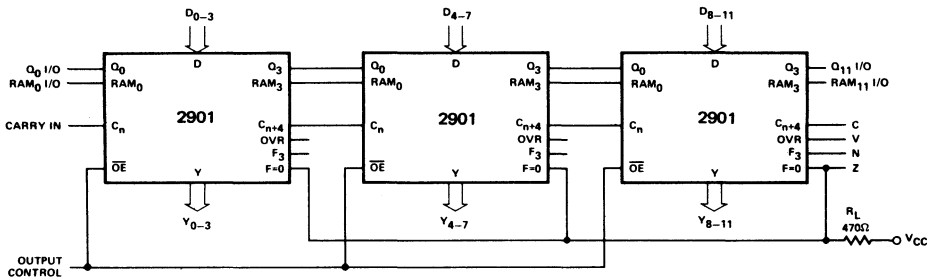 D0–3 D4–7 D8–11
D D D
Q0 I/O Q0 Q3 Q0 Q3 Q0 Q3 Q11 I/O
RAM0 I/O RAM0 RAM3 RAM0 RAM3 RAM0 RAM11 I/O
RAM3
2901 2901 2901
CARRY IN Cn Cn+4 Cn Cn+4 Cn Cn+4 C
OVR OVR OVR V
F3 F3 F3 N
OE Y F=0 OE Y F=0 OE Y F=0 Z
Y0–3 Y4–7 Y8–11
RL
470Ω
VCC
OUTPUT
CONTROL